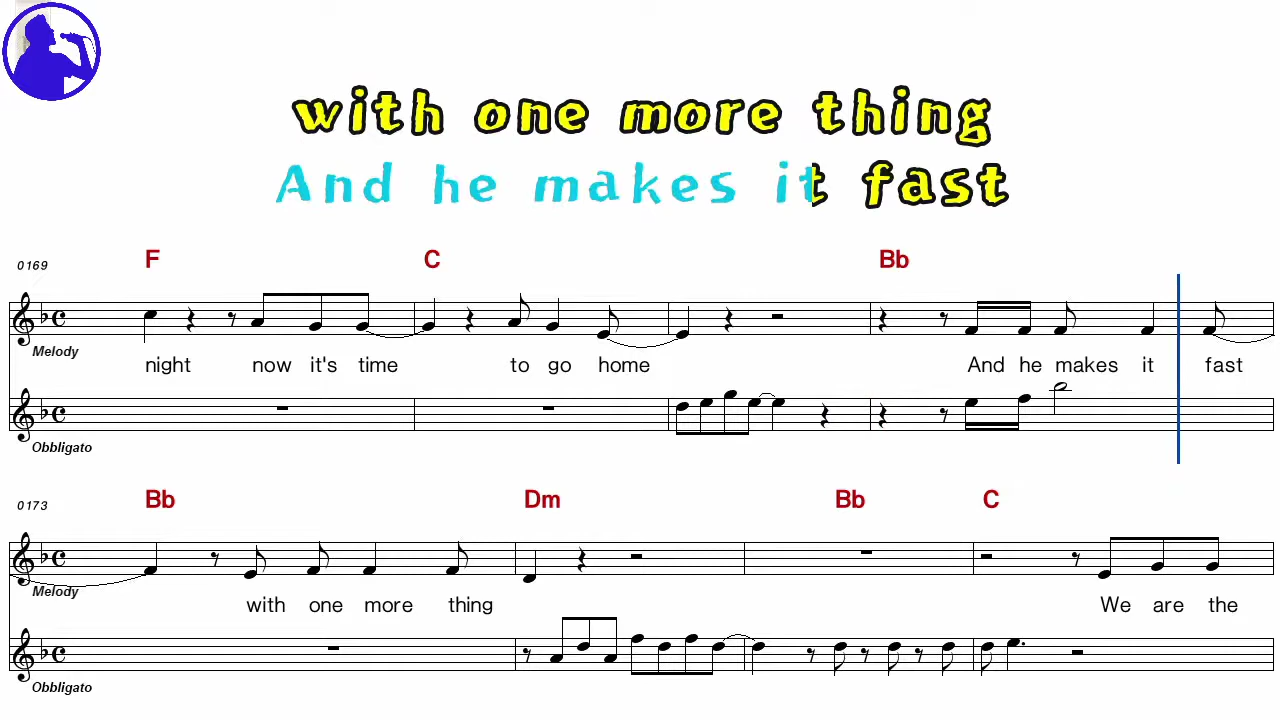 with one more thing
And he makes it fast
0169 F C Bb
Melody
night now it's time to go home And he makes it fast
Obbligato
0173 Bb Dm Bb C
Melody
with one more thing We are the
Obbligato